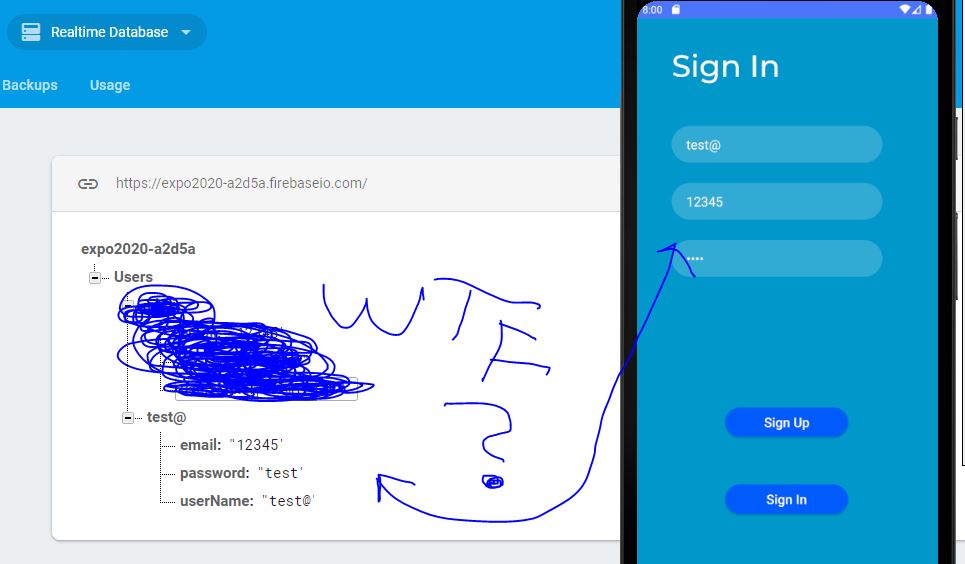 Realtime Database
Backups Usage
https://expo2020-a2d5a.firebaseio.com/
expo2020-a2d5a
Users
WTF
?
test@
email: "12345"
password: "test"
userName: "test@"
8:00
Sign In
test@
12345
••••
Sign Up
Sign In